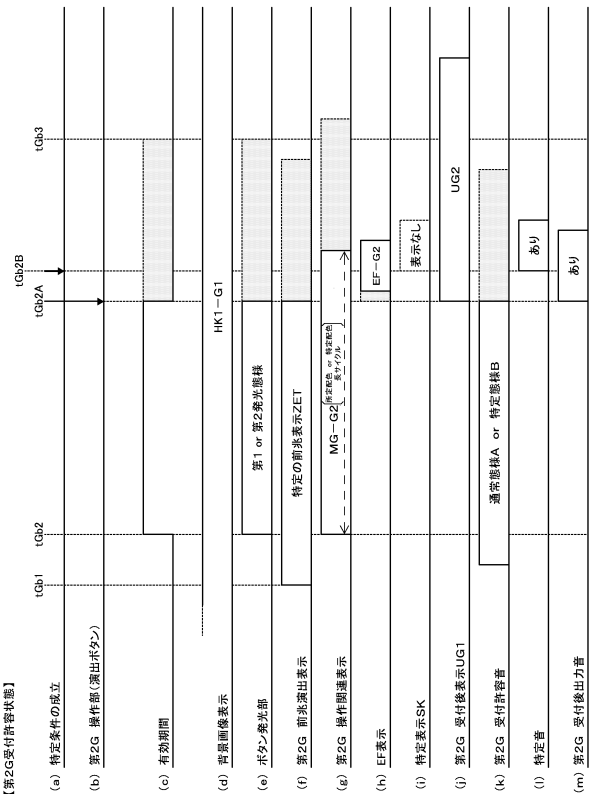 【第2G受付許容状態】
tGb1
tGb2
tGb2A
tGb2B
tGb3
(a) 特定条件の成立
(b) 第2G 操作部(演出ボタン)
(c) 有効期間
(d) 背景画像表示
HK1-G1
(e) ボタン発光部
第1 or 第2発光態様
(f) 第2G 前兆演出表示
特定の前兆表示ZET
(g) 第2G 操作関連表示
MG-G2
所定配色 or 特定配色
長サイクル
(h) EF表示
EF-G2
(i) 特定表示SK
表示なし
(j) 第2G 受付後表示UG1
UG2
(k) 第2G 受付許容音
通常態様A or 特定態様B
(l) 特定音
あり
(m) 第2G 受付後出力音
あり